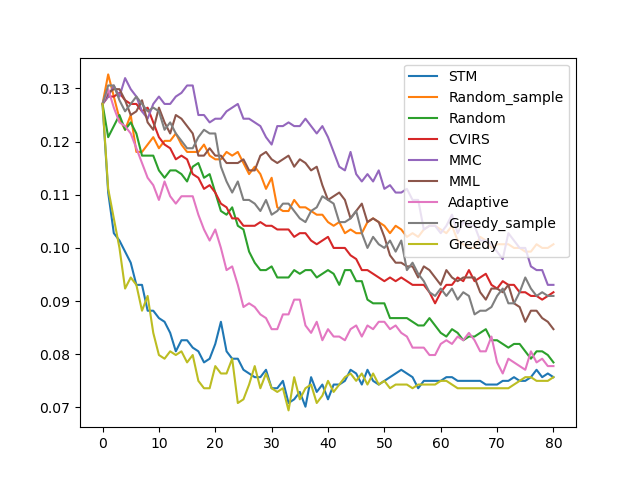 0.13
0.12
0.11
0.10
0.09
0.08
0.07
0
10
20
30
40
50
60
70
80
STM
Random_sample
Random
CVIRS
MMC
MML
Adaptive
Greedy_sample
Greedy